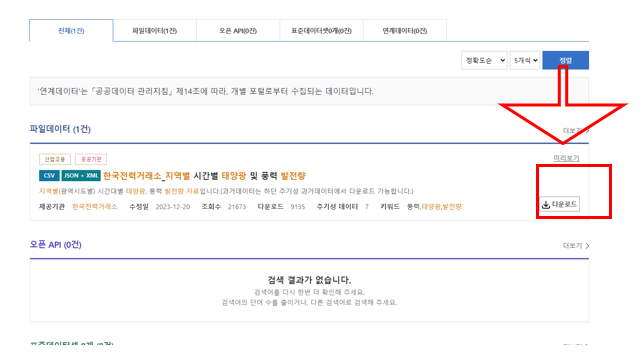 전체(1건) 파일데이터(1건) 오픈 API(0건) 표준데이터셋0개(0건) 연계데이터(0건)
정확도순 5개씩 정렬
'연계데이터'는 「공공데이터 관리지침」 제14조에 따라, 개별 포털로부터 수집되는 데이터입니다.
파일데이터 (1건) 더보기
산업고용 공공기관 미리보기
CSV JSON + XML 한국전력거래소_지역별 시간별 태양광 및 풍력 발전량
지역별(광역시도별) 시간대별 태양광, 풍력 발전량 자료입니다.(과거데이터는 하단 주기성 과거데이터에서 다운로드 가능합니다.)
제공기관 한국전력거래소 수정일 2023-12-20 조회수 21673 다운로드 9135 주기성 데이터 7 키워드 풍력,태양광,발전량
다운로드
오픈 API (0건) 더보기
검색 결과가 없습니다.
검색어를 다시 한번 더 확인해 주세요.
검색어의 단어 수를 줄이거나, 다른 검색어로 검색해 주세요.